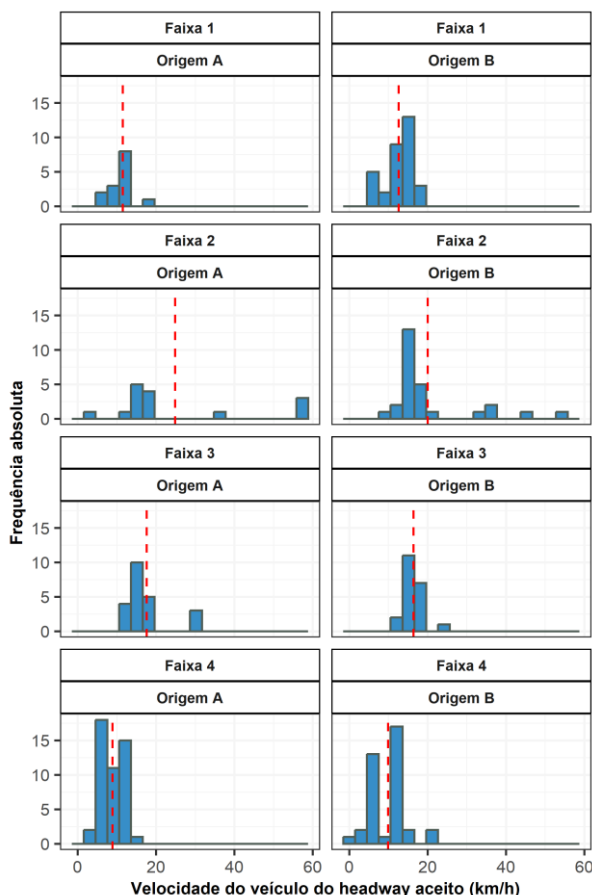 Faixa 1 Faixa 1
Origem A Origem B
15
10
5
0
Faixa 2 Faixa 2
Origem A Origem B
15
10
5
0
Faixa 3 Faixa 3
Origem A Origem B
15
10
5
0
Faixa 4 Faixa 4
Origem A Origem B
15
10
5
0
0 20 40 60 0 20 40 60
Frequência absoluta
Velocidade do veículo do headway aceito (km/h)